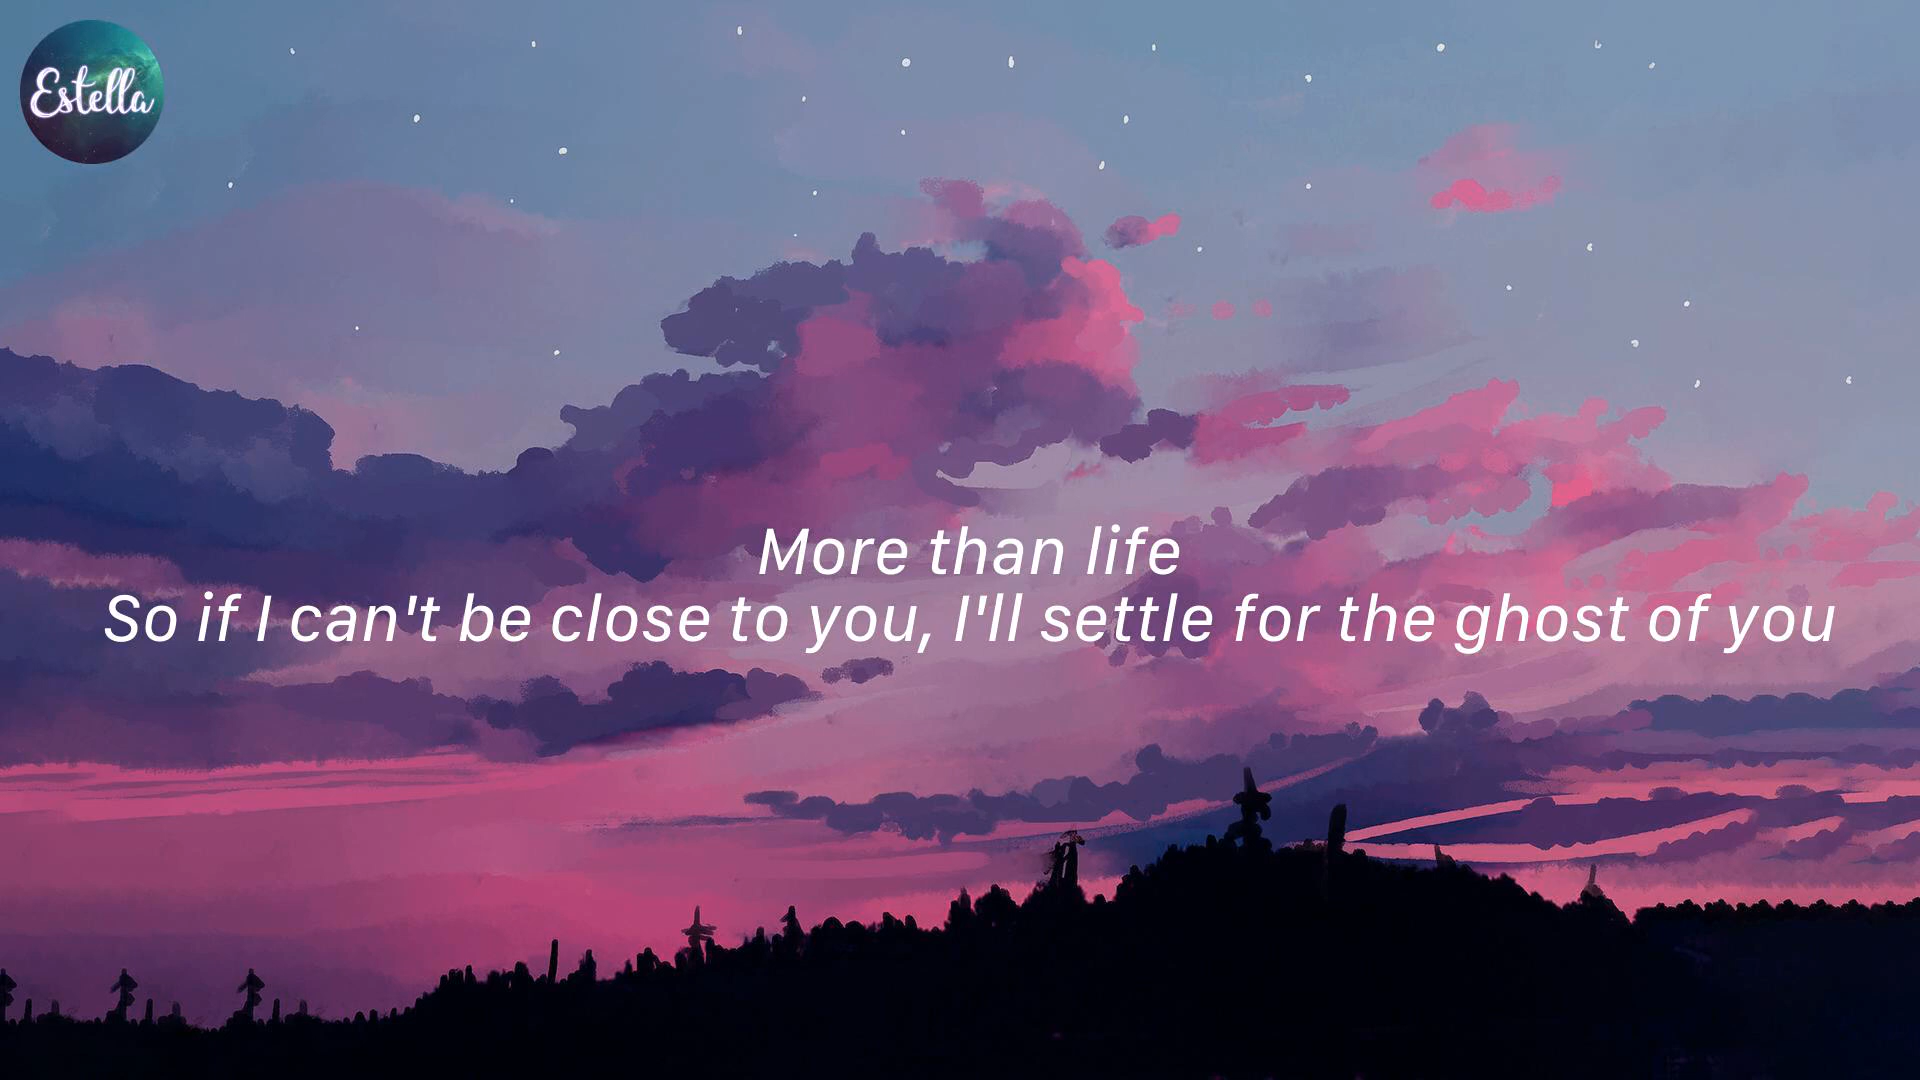 Estella
More than life
So if I can't be close to you, I'll settle for the ghost of you